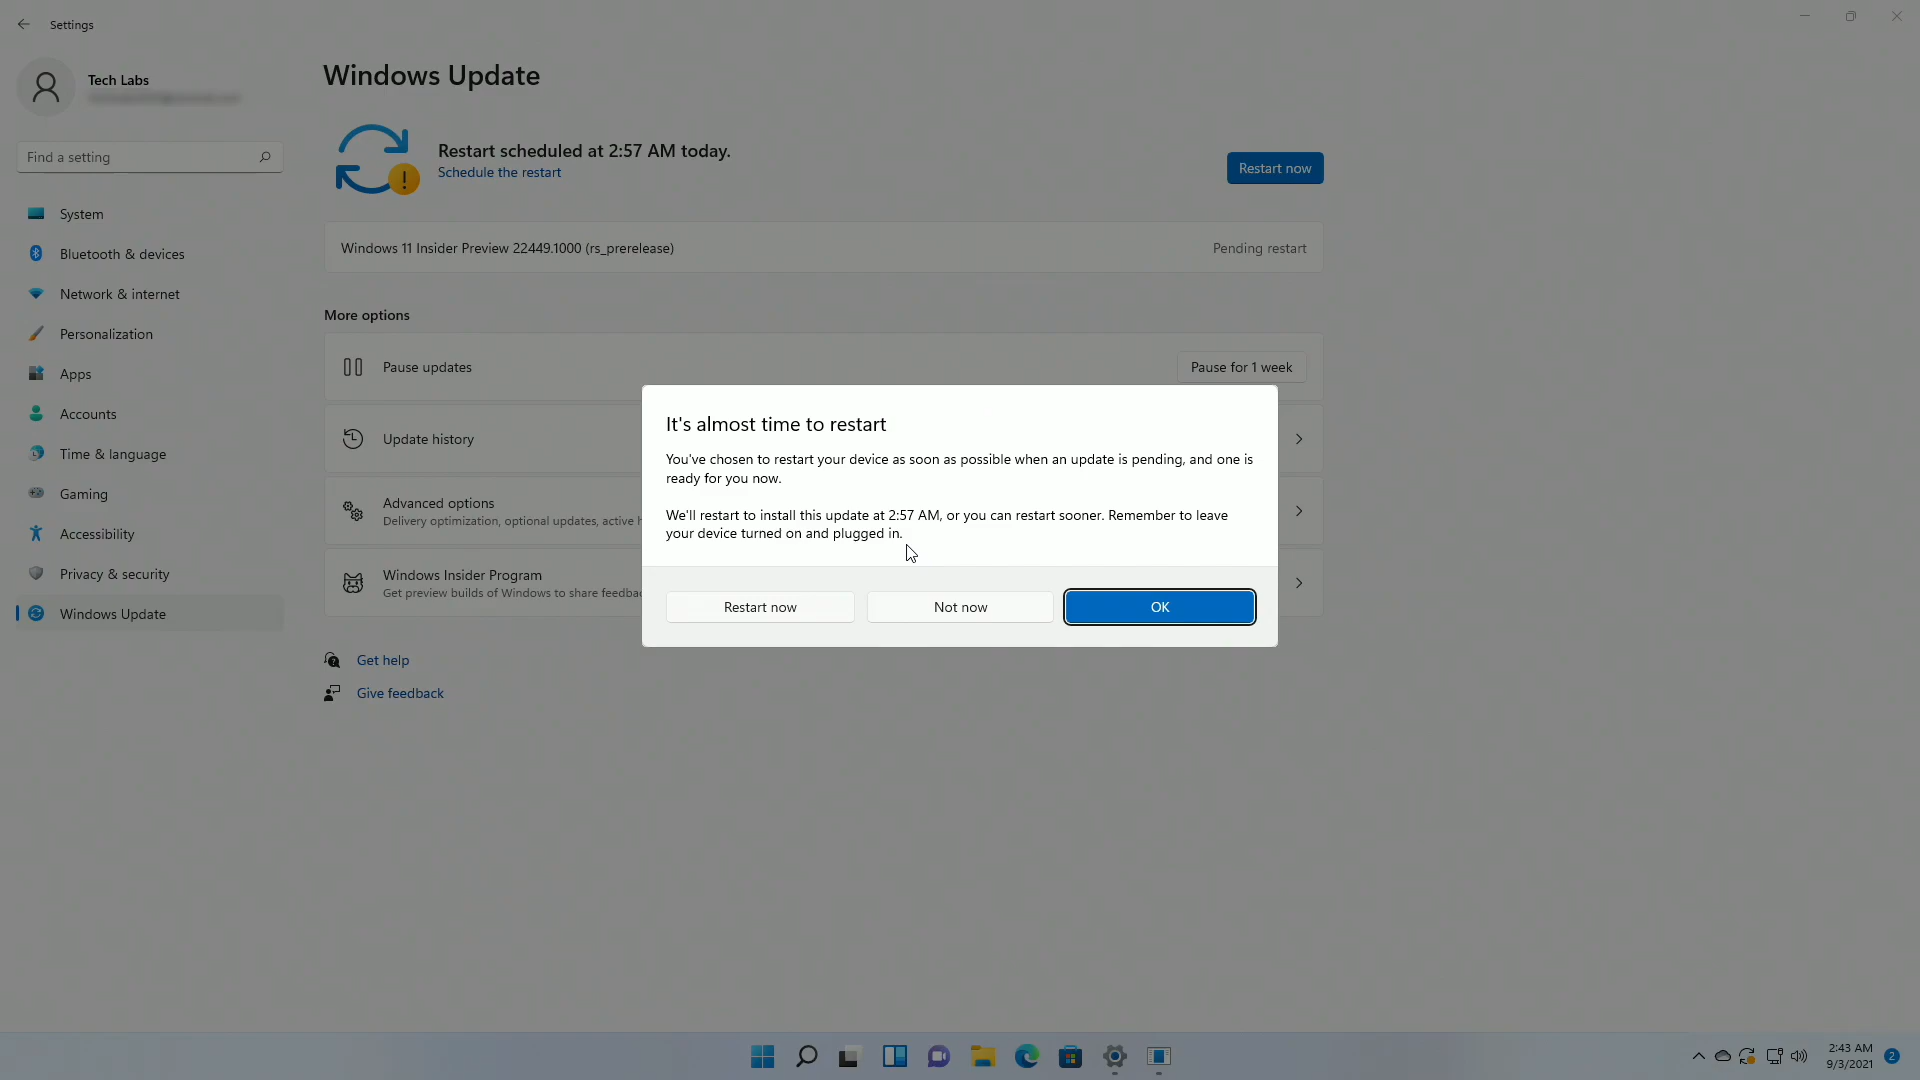 Settings
Tech Labs
Find a setting
System
Bluetooth & devices
Network & internet
Personalization
Apps
Accounts
Time & language
Gaming
Accessibility
Privacy & security
Windows Update
Windows Update
Restart scheduled at 2:57 AM today.
Schedule the restart
Restart now
Windows 11 Insider Preview 22449.1000 (rs_prerelease)
Pending restart
More options
Pause updates
Pause for 1 week
Update history
Advanced options
Delivery optimization, optional updates, active
Windows Insider Program
Get preview builds of Windows to share
Get help
Give feedback
It's almost time to restart
You've chosen to restart your device as soon as possible when an update is pending, and one is
ready for you now.
We'll restart to install this update at 2:57 AM, or you can restart sooner. Remember to leave
your device turned on and plugged in.
Restart now
Not now
OK
2:43 AM
9/3/2021
2